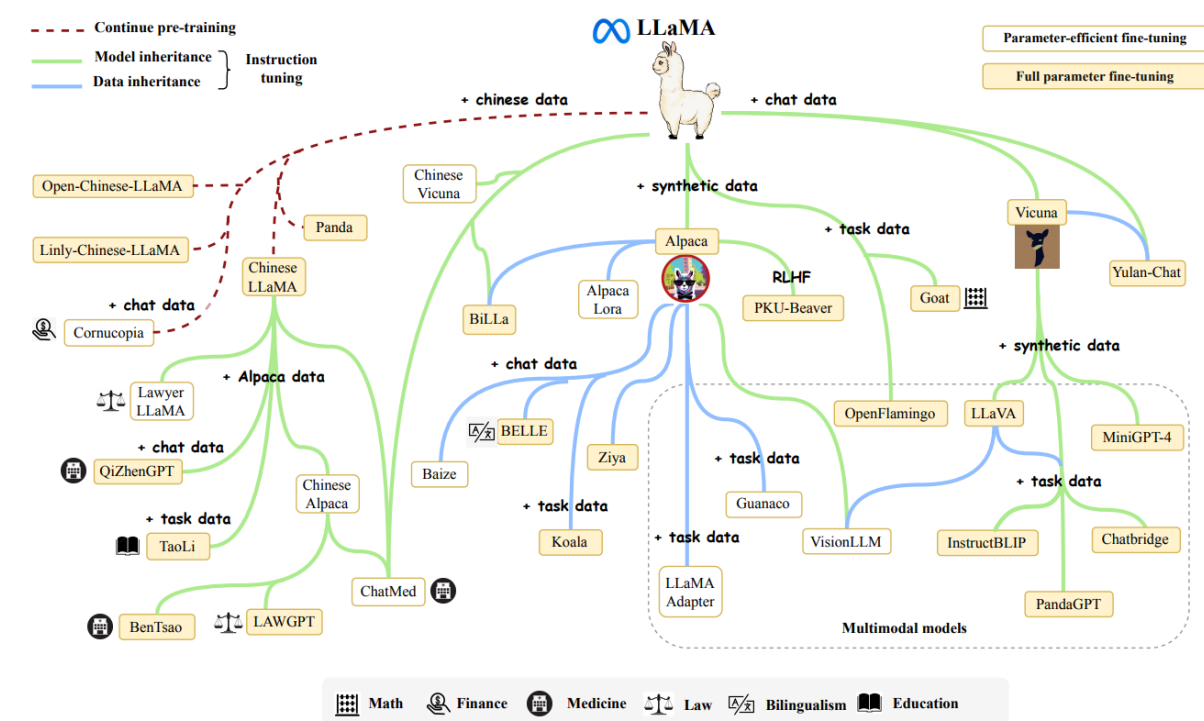 LLaMA
Continue pre-training
Model inheritance
Data inheritance
Instruction
tuning
Parameter-efficient fine-tuning
Full parameter fine-tuning
+ chinese data
+ chat data
Chinese
Vicuna
Open-Chinese-LLaMA
+ synthetic data
Panda
Vicuna
Linly-Chinese-LLaMA
+ task data
Alpaca
Chinese
LLaMA
Yulan-Chat
RLHF
Alpaca
Lora
Goat
+ chat data
PKU-Beaver
BiLLa
Cornucopia
+ synthetic data
+ chat data
+ Alpaca data
Lawyer
LLaMA
OpenFlamingo
LLaVA
BELLE
MiniGPT-4
+ chat data
Ziya
+ task data
QiZhenGPT
Baize
+ task data
Chinese
Alpaca
Guanaco
+ task data
+ task data
TaoLi
Koala
+ task data
VisionLLM
InstructBLIP
Chatbridge
ChatMed
LLaMA
Adapter
PandaGPT
BenTsao
LAWGPT
Multimodal models
Math
Finance
Medicine
Law
Bilingualism
Education